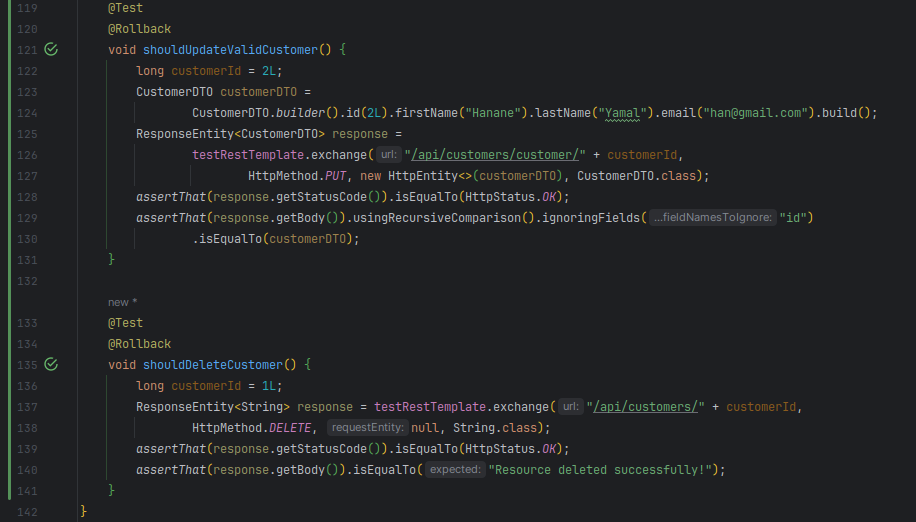 119 @Test
120 @Rollback
121 void shouldUpdateValidCustomer() {
122 long customerId = 2L;
123 CustomerDTO customerDTO =
124 CustomerDTO.builder().id(2L).firstName("Hanane").lastName("Yamal").email("han@gmail.com").build();
125 ResponseEntity<CustomerDTO> response =
126 testRestTemplate.exchange( url: "/api/customers/customer/" + customerId,
127 HttpMethod.PUT, new HttpEntity<>(customerDTO), CustomerDTO.class);
128 assertThat(response.getStatusCode()).isEqualTo(HttpStatus.OK);
129 assertThat(response.getBody()).usingRecursiveComparison().ignoringFields( ...fieldNamesToIgnore: "id")
130 .isEqualTo(customerDTO);
131 }
132
new *
133 @Test
134 @Rollback
135 void shouldDeleteCustomer() {
136 long customerId = 1L;
137 ResponseEntity<String> response = testRestTemplate.exchange( url: "/api/customers/" + customerId,
138 HttpMethod.DELETE, requestEntity: null, String.class);
139 assertThat(response.getStatusCode()).isEqualTo(HttpStatus.OK);
140 assertThat(response.getBody()).isEqualTo( expected: "Resource deleted successfully!");
141 }
142 }